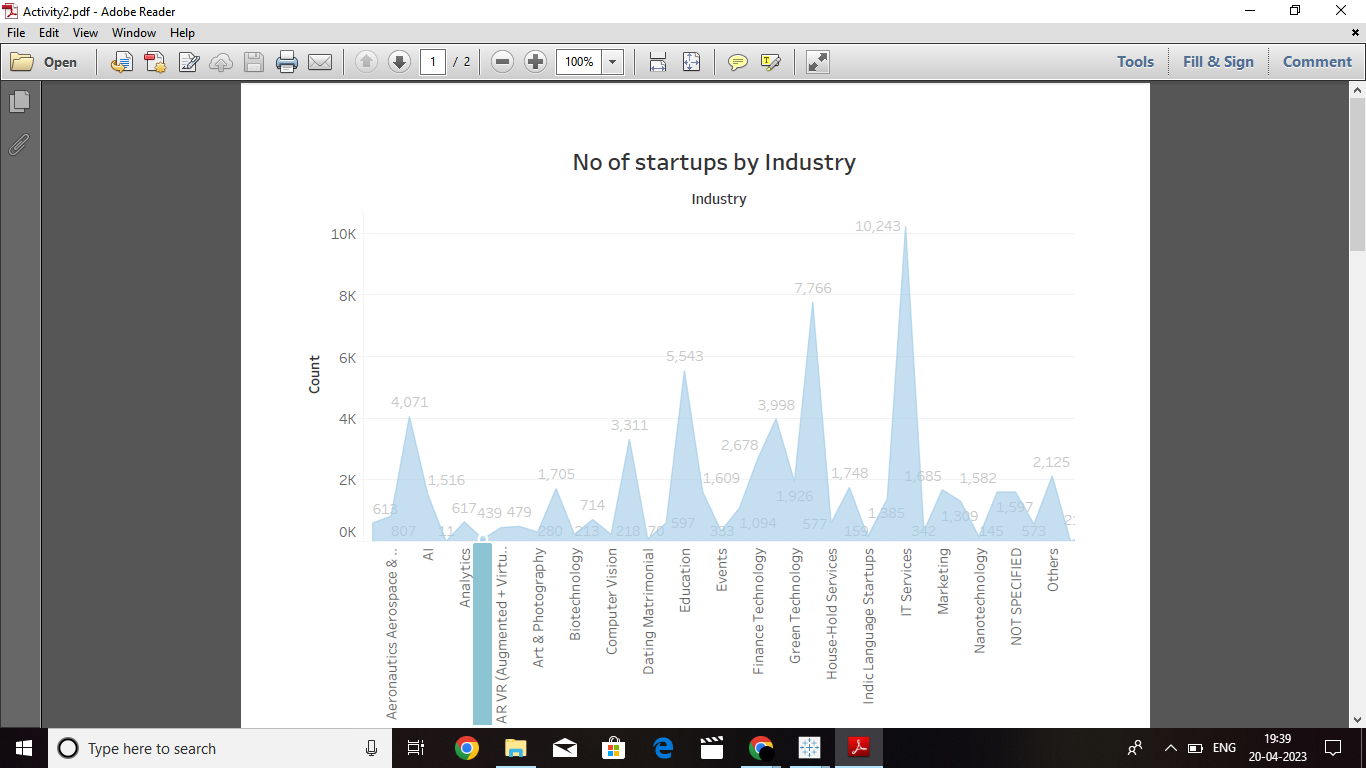 Activity2.pdf - Adobe Reader
File Edit View Window Help
Open 1 / 2 100% Tools Fill & Sign Comment
No of startups by Industry
Industry
Count
10K
8K
6K
4K
2K
0K
10,243
7,766
5,543
4,071
3,998
3,311
2,678
2,125
1,516
1,705
1,609
1,748
1,685
1,582
1,926
613
617
439
479
714
1,385
1,309
1,597
807
11
280
213
218
70
597
333
1,094
577
159
342
145
573
Aeronautics Aerospace & ..
AI
Analytics
AR VR (Augmented + Virtu..
Art & Photography
Biotechnology
Computer Vision
Dating Matrimonial
Education
Events
Finance Technology
Green Technology
House-Hold Services
Indic Language Startups
IT Services
Marketing
Nanotechnology
NOT SPECIFIED
Others
Type here to search
ENG
19:39
20-04-2023